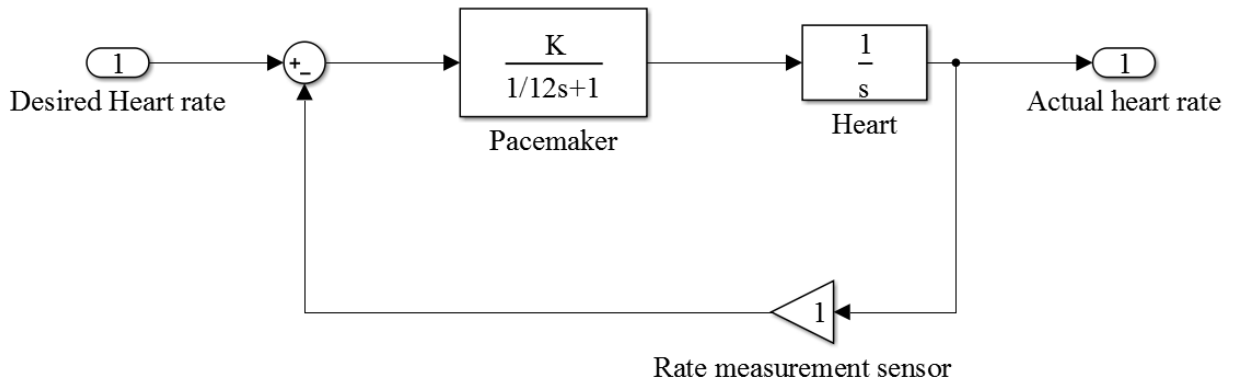 1
Desired Heart rate
+
-
K
1/12s+1
Pacemaker
1
s
Heart
1
Actual heart rate
1
Rate measurement sensor